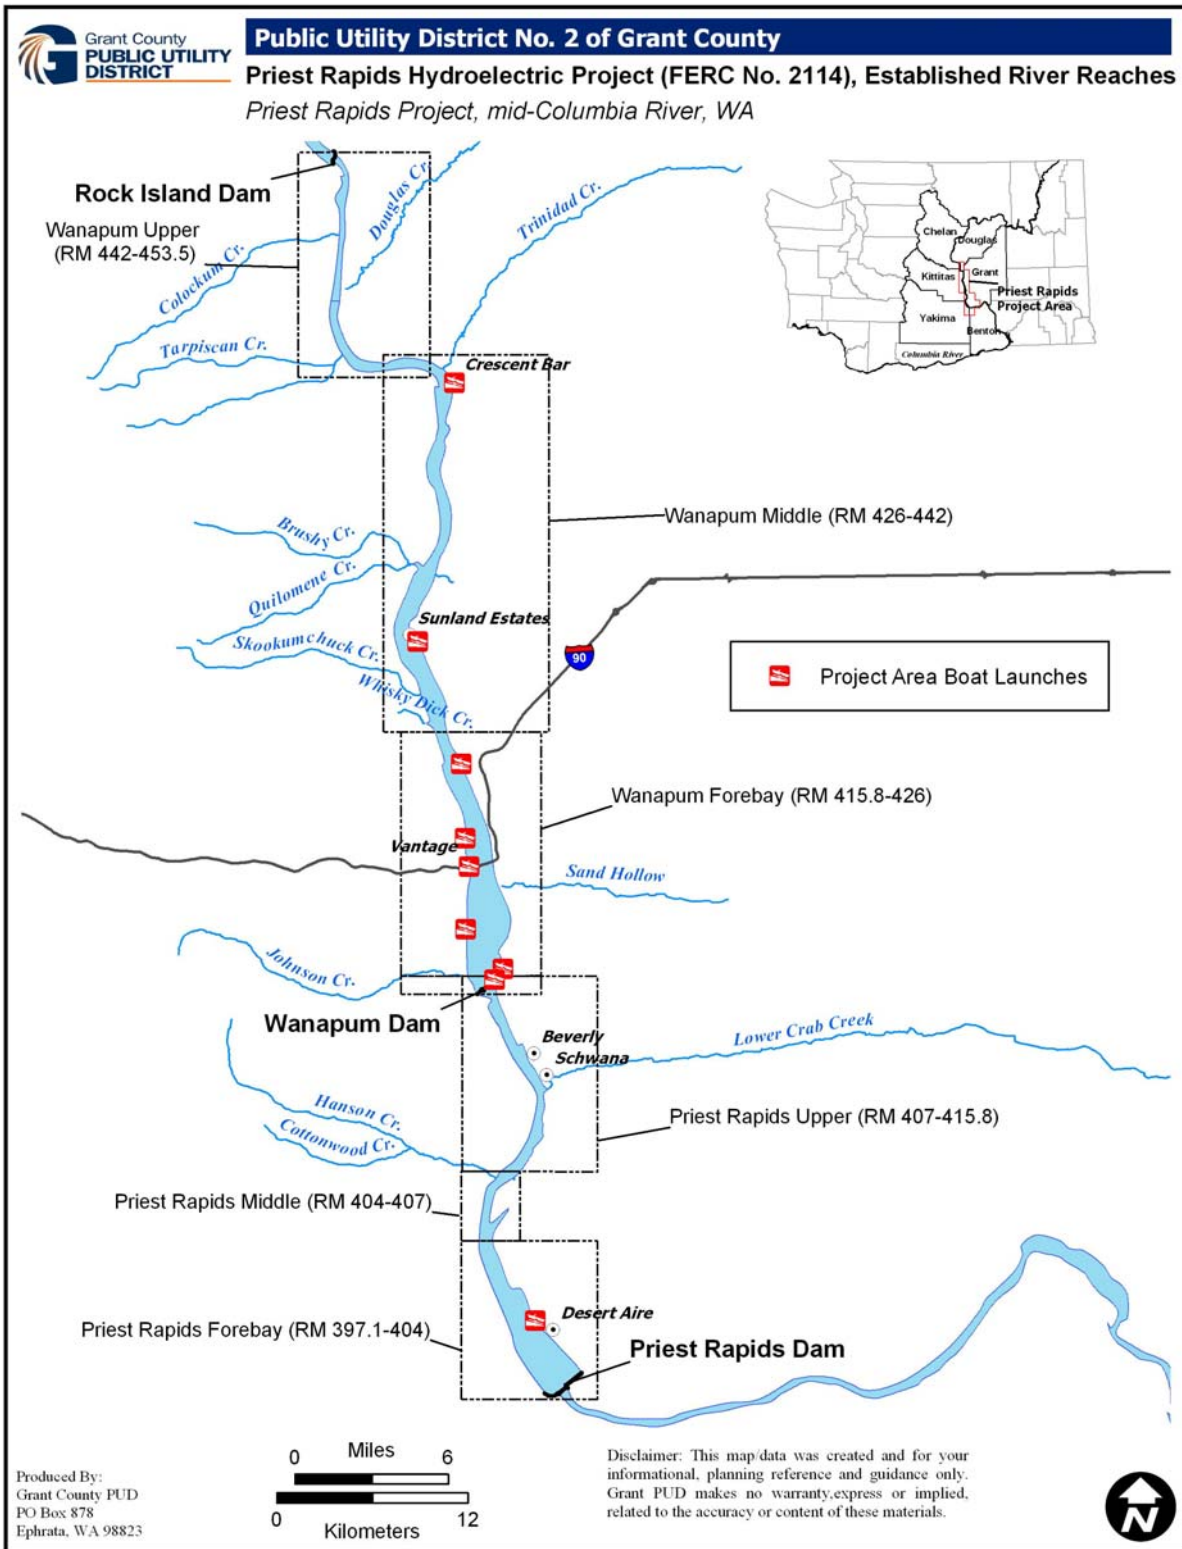 Grant County
PUBLIC UTILITY
DISTRICT
Public Utility District No. 2 of Grant County
Priest Rapids Hydroelectric Project (FERC No. 2114), Established River Reaches
Priest Rapids Project, mid-Columbia River, WA
Rock Island Dam
Wanapum Upper
(RM 442-453.5)
Douglas Cr.
Trinidad Cr.
Colockum Cr.
Tarpiscan Cr.
Crescent Bar
Chelan
Douglas
Kittitas
Grant
Priest Rapids
Project Area
Yakima
Benton
Columbia River
Wanapum Middle (RM 426-442)
Brushy Cr.
Quilomene Cr.
Sunland Estates
Skookumchuck Cr.
Whisky Dick Cr.
90
Project Area Boat Launches
Wanapum Forebay (RM 415.8-426)
Vantage
Sand Hollow
Johnson Cr.
Wanapum Dam
Beverly
Schwana
Lower Crab Creek
Hanson Cr.
Cottonwood Cr.
Priest Rapids Upper (RM 407-415.8)
Priest Rapids Middle (RM 404-407)
Desert Aire
Priest Rapids Forebay (RM 397.1-404)
Priest Rapids Dam
Produced By:
Grant County PUD
PO Box 878
Ephrata, WA 98823
0 Miles 6
0 Kilometers 12
Disclaimer: This map/data was created and for your
informational, planning reference and guidance only.
Grant PUD makes no warranty,express or implied,
related to the accuracy or content of these materials.
N